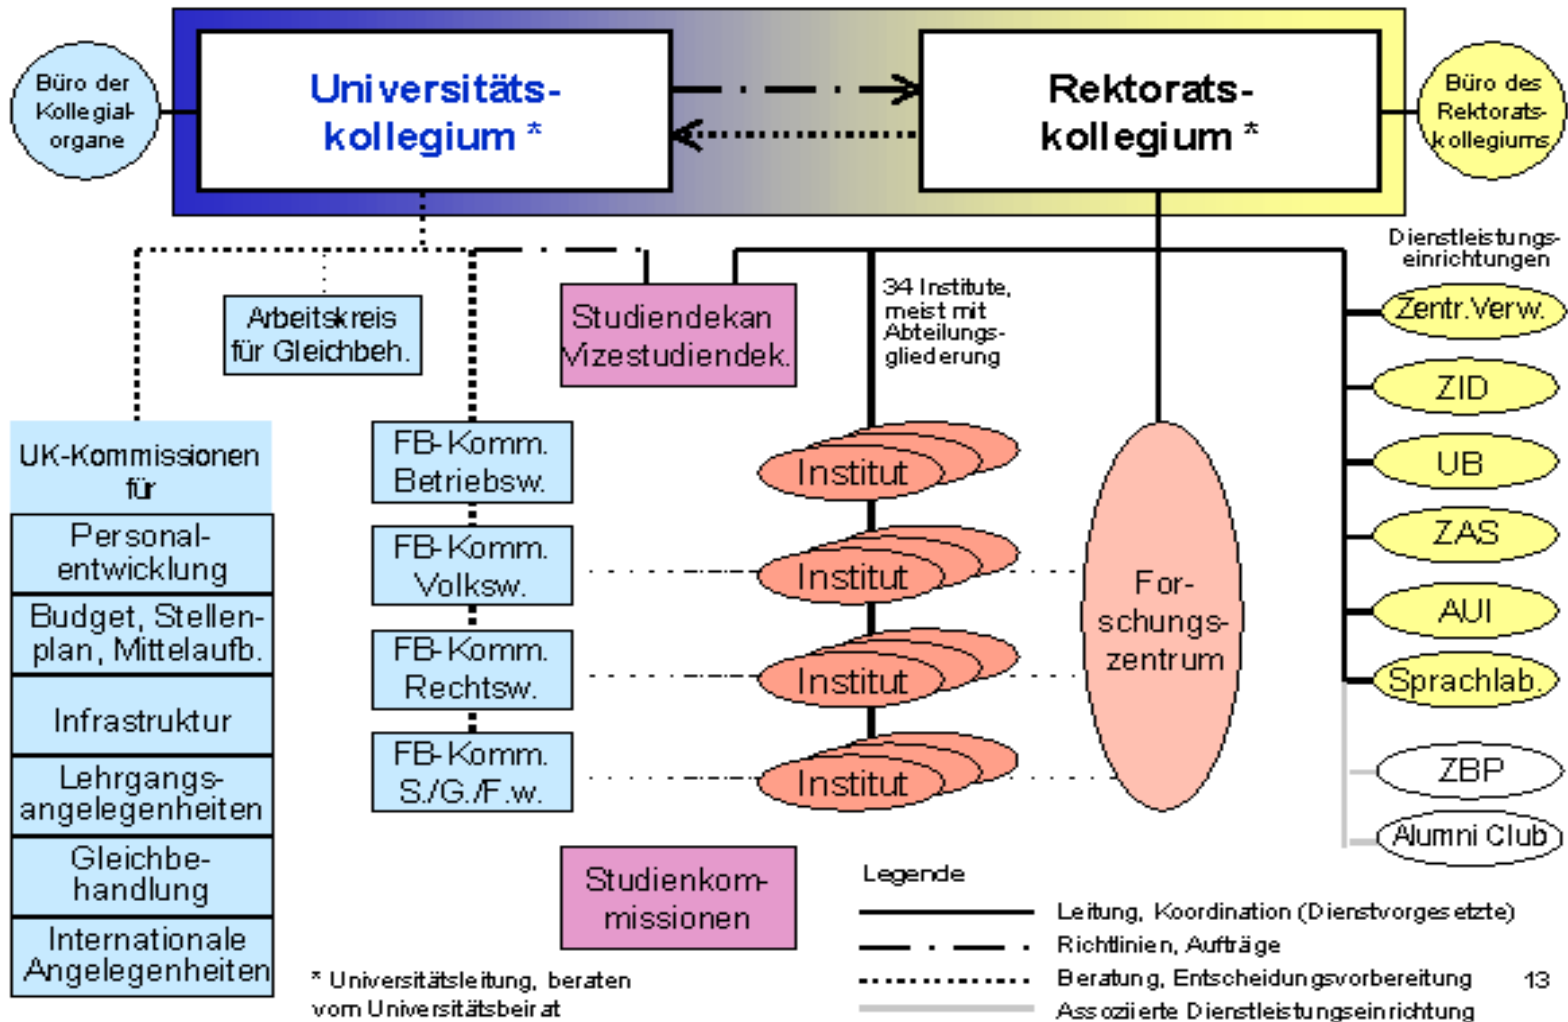 Büro der
Kollegial-
organe
Universitäts-
kollegium *
Rektorats-
kollegium *
Büro des
Rektorats-
kollegiums
Dienstleistungs-
einrichtungen
Arbeitskreis
für Gleichbeh.
Studiendekan
Vizestudiendek.
34 Institute,
meist mit
Abteilungs-
gliederung
Zentr.Verw.
ZID
UB
ZAS
AUI
Sprachlab.
ZBP
Alumni Club
UK-Kommissionen
für
Personal-
entwicklung
Budget, Stellen-
plan, Mittelaufb.
Infrastruktur
Lehrgangs-
angelegenheiten
Gleichbe-
handlung
Internationale
Angelegenheiten
FB-Komm.
Betriebsw.
FB-Komm.
Volksw.
FB-Komm.
Rechtsw.
FB-Komm.
S./G./F.w.
Institut
Institut
Institut
Institut
For-
schungs-
zentrum
Studienkom-
missionen
* Universitätsleitung, beraten
vom Universitätsbeirat
Legende
Leitung, Koordination (Dienstvorgesetzte)
Richtlinien, Aufträge
Beratung, Entscheidungsvorbereitung
Assoziierte Dienstleistungseinrichtung
13